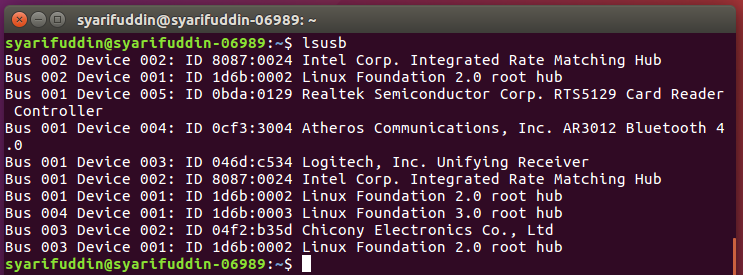 syarifuddin@syarifuddin-06989: ~
syarifuddin@syarifuddin-06989:~$ lsusb
Bus 002 Device 002: ID 8087:0024 Intel Corp. Integrated Rate Matching Hub
Bus 002 Device 001: ID 1d6b:0002 Linux Foundation 2.0 root hub
Bus 001 Device 005: ID 0bda:0129 Realtek Semiconductor Corp. RTS5129 Card Reader
 Controller
Bus 001 Device 004: ID 0cf3:3004 Atheros Communications, Inc. AR3012 Bluetooth 4
.0
Bus 001 Device 003: ID 046d:c534 Logitech, Inc. Unifying Receiver
Bus 001 Device 002: ID 8087:0024 Intel Corp. Integrated Rate Matching Hub
Bus 001 Device 001: ID 1d6b:0002 Linux Foundation 2.0 root hub
Bus 004 Device 001: ID 1d6b:0003 Linux Foundation 3.0 root hub
Bus 003 Device 002: ID 04f2:b35d Chicony Electronics Co., Ltd
Bus 003 Device 001: ID 1d6b:0002 Linux Foundation 2.0 root hub
syarifuddin@syarifuddin-06989:~$